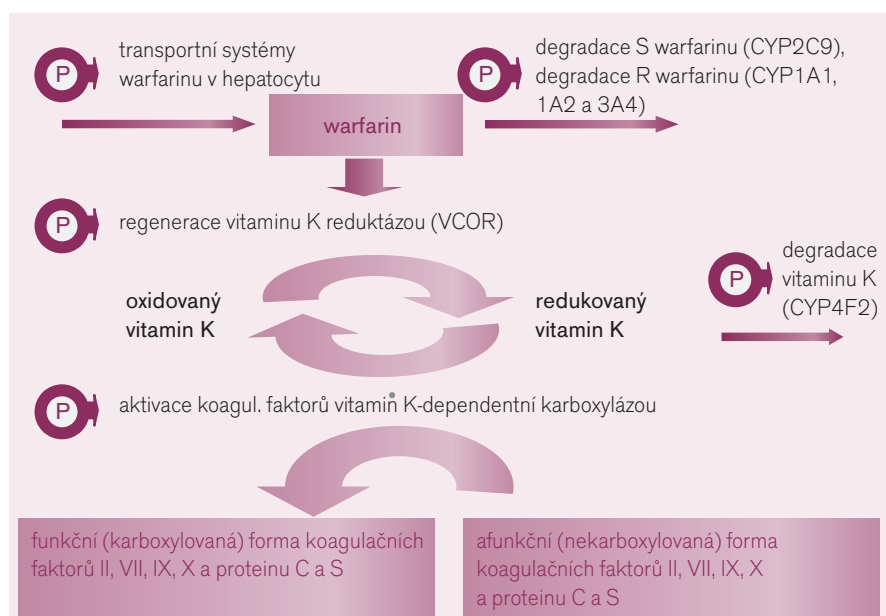 P
transportní systémy
warfarinu v hepatocytu
P
degradace S warfarinu (CYP2C9),
degradace R warfarinu (CYP1A1,
1A2 a 3A4)
warfarin
P
regenerace vitaminu K reduktázou (VCOR)
P
degradace
vitaminu K
(CYP4F2)
oxidovaný
vitamin K
redukovaný
vitamin K
P
aktivace koagul. faktorů vitamin K-dependentní karboxylázou
funkční (karboxylovaná) forma koagulačních
faktorů II, VII, IX, X a proteinu C a S
afunkční (nekarboxylovaná) forma
koagulačních faktorů II, VII, IX, X
a proteinu C a S